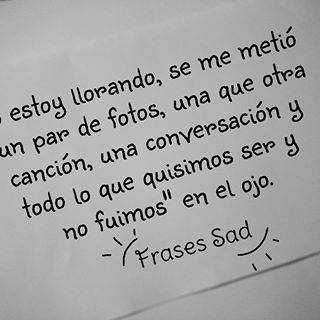 estoy llorando, se me metió
un par de fotos, una que otra
canción, una conversación y
todo lo que quisimos ser y
no fuimos" en el ojo.
Frases Sad